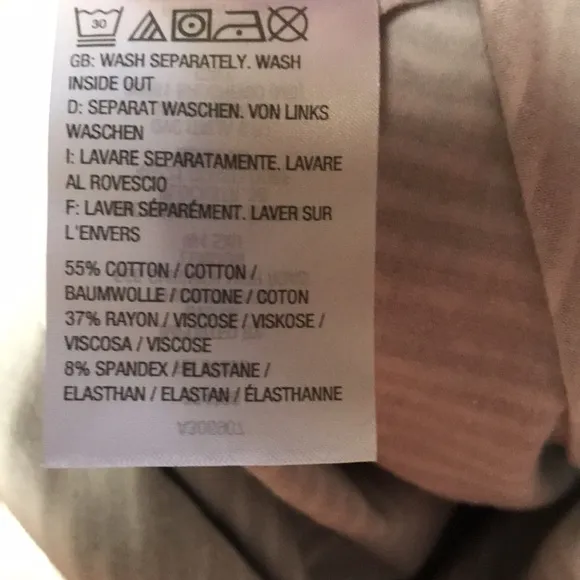 30
GB: WASH SEPARATELY. WASH
INSIDE OUT
D: SEPARAT WASCHEN. VON LINKS
WASCHEN
I: LAVARE SEPARATAMENTE. LAVARE
AL ROVESCIO
F: LAVER SÉPARÉMENT. LAVER SUR
L'ENVERS
55% COTTON / COTTON /
BAUMWOLLE / COTONE / COTON
37% RAYON / VISCOSE / VISKOSE /
VISCOSA / VISCOSE
8% SPANDEX / ELASTANE /
ELASTHAN / ELASTAN / ÉLASTHANNE